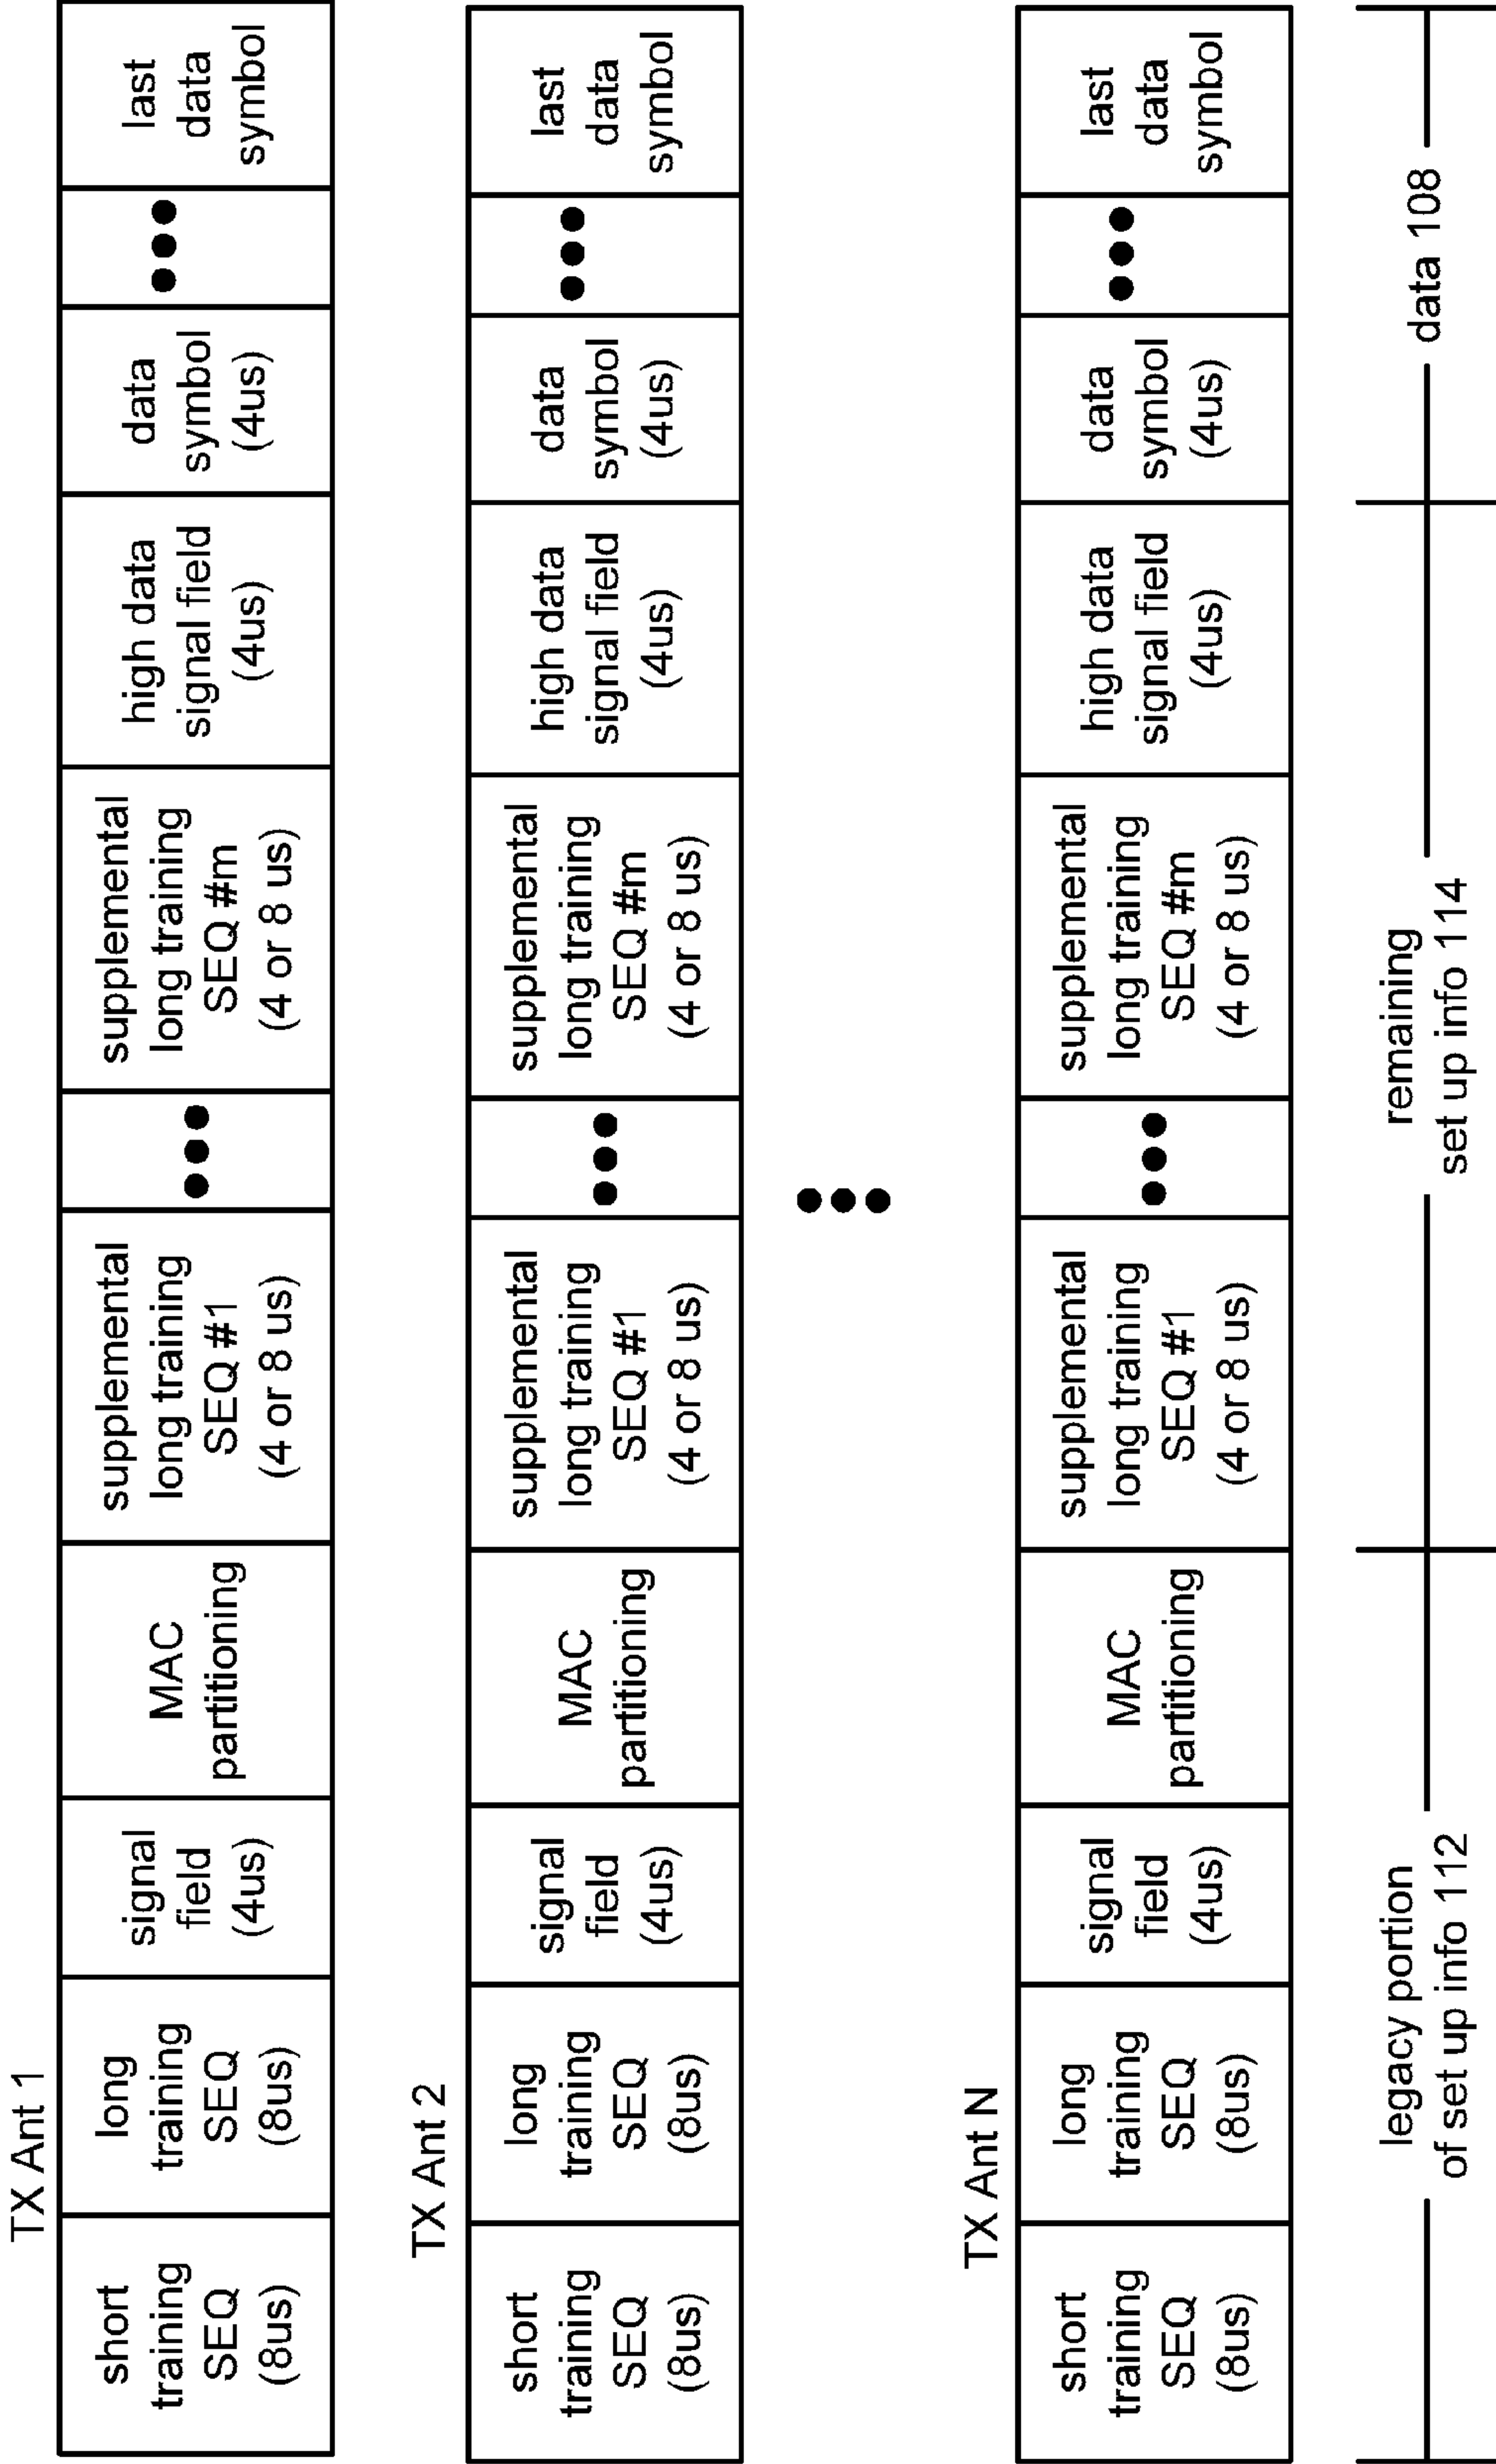 TX Ant 1
short
training
SEQ
(8us)
long
training
SEQ
(8us)
signal
field
(4us)
MAC
partitioning
supplemental
long training
SEQ #1
(4 or 8 us)
supplemental
long training
SEQ #m
(4 or 8 us)
high data
signal field
(4us)
data
symbol
(4us)
last
data
symbol
TX Ant 2
short
training
SEQ
(8us)
long
training
SEQ
(8us)
signal
field
(4us)
MAC
partitioning
supplemental
long training
SEQ #1
(4 or 8 us)
supplemental
long training
SEQ #m
(4 or 8 us)
high data
signal field
(4us)
data
symbol
(4us)
last
data
symbol
TX Ant N
short
training
SEQ
(8us)
long
training
SEQ
(8us)
signal
field
(4us)
MAC
partitioning
supplemental
long training
SEQ #1
(4 or 8 us)
supplemental
long training
SEQ #m
(4 or 8 us)
high data
signal field
(4us)
data
symbol
(4us)
last
data
symbol
legacy portion
of set up info 112
remaining
set up info 114
data 108